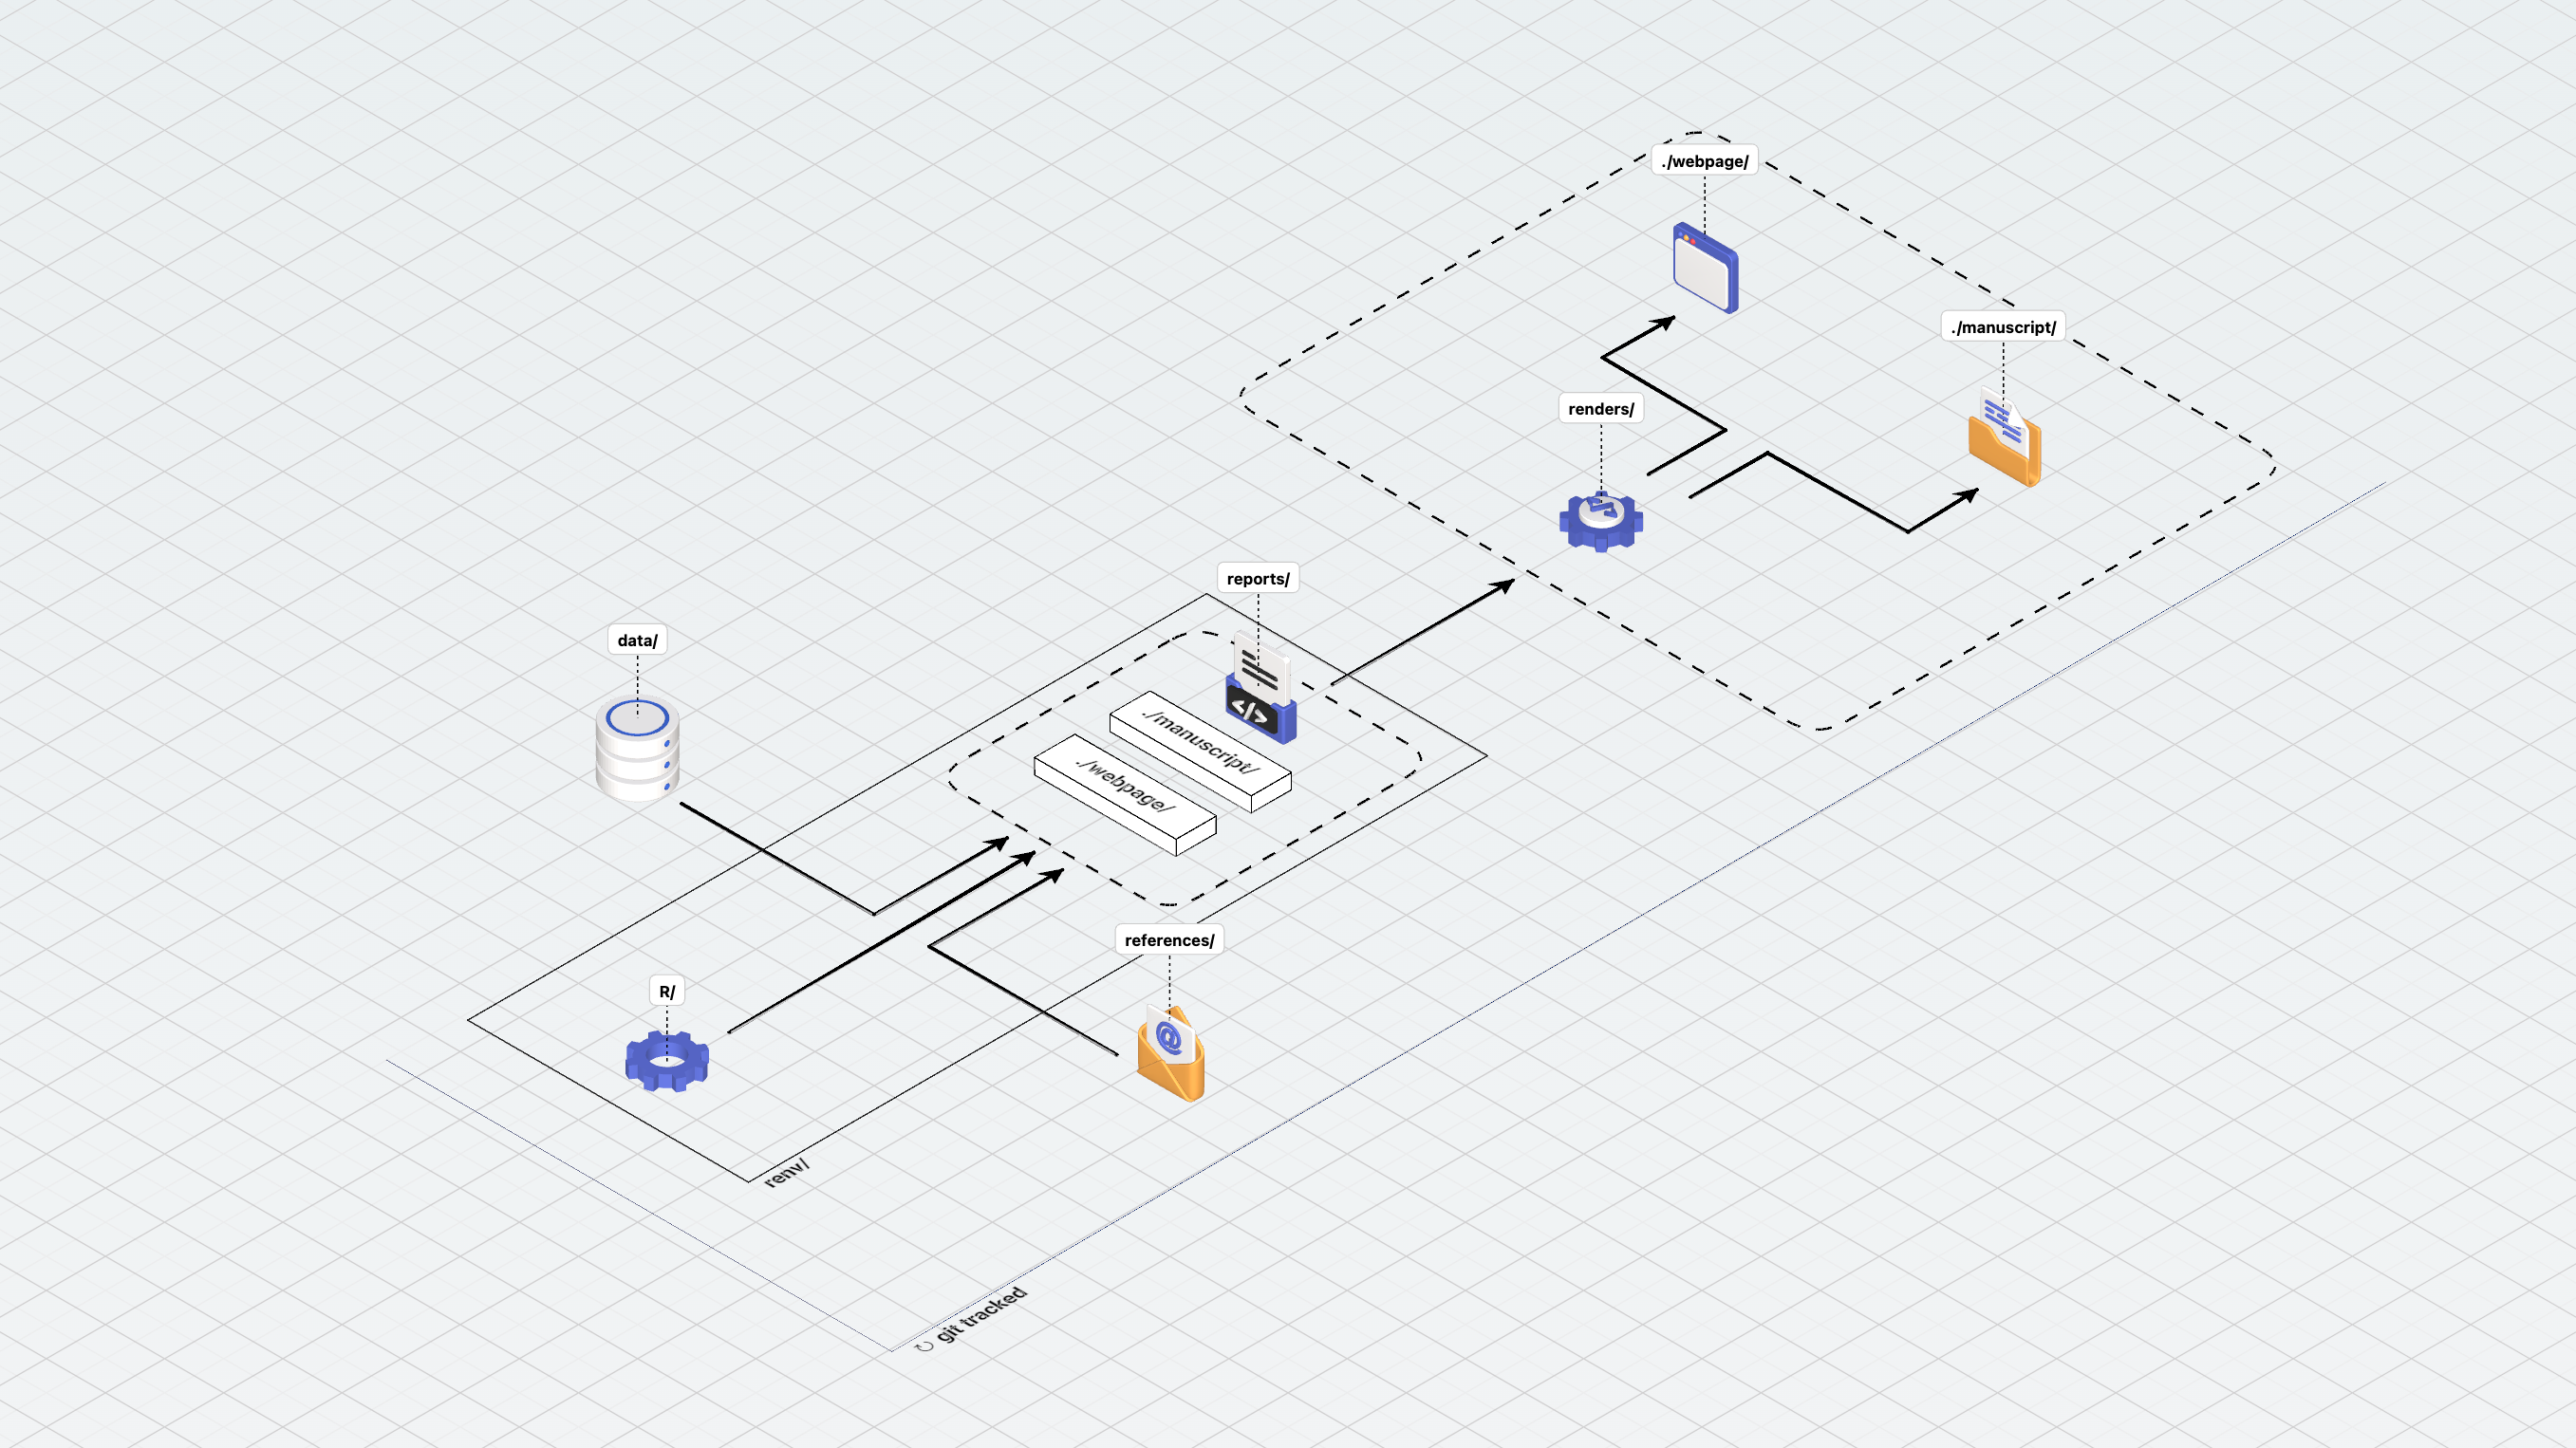 ./webpage/
./manuscript/
renders/
reports/
data/
./manuscript/
./webpage/
references/
R/
renv/
↻ git tracked